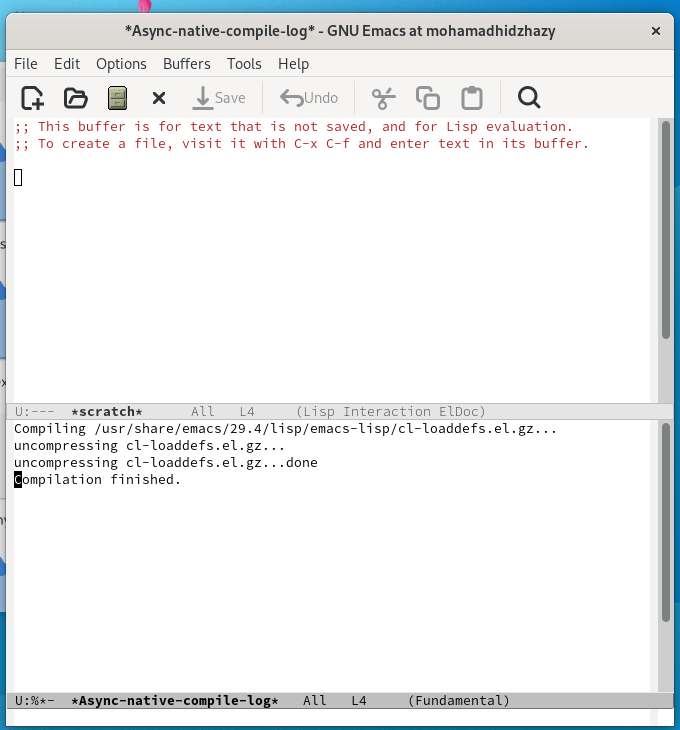 *Async-native-compile-log* - GNU Emacs at mohamadhidzhazy
File Edit Options Buffers Tools Help
Save Undo
;; This buffer is for text that is not saved, and for Lisp evaluation.
;; To create a file, visit it with C-x C-f and enter text in its buffer.
U:--- *scratch* All L4 (Lisp Interaction ElDoc)
Compiling /usr/share/emacs/29.4/lisp/emacs-lisp/cl-loaddefs.el.gz...
uncompressing cl-loaddefs.el.gz...
uncompressing cl-loaddefs.el.gz...done
Compilation finished.
U:%*- *Async-native-compile-log* All L4 (Fundamental)